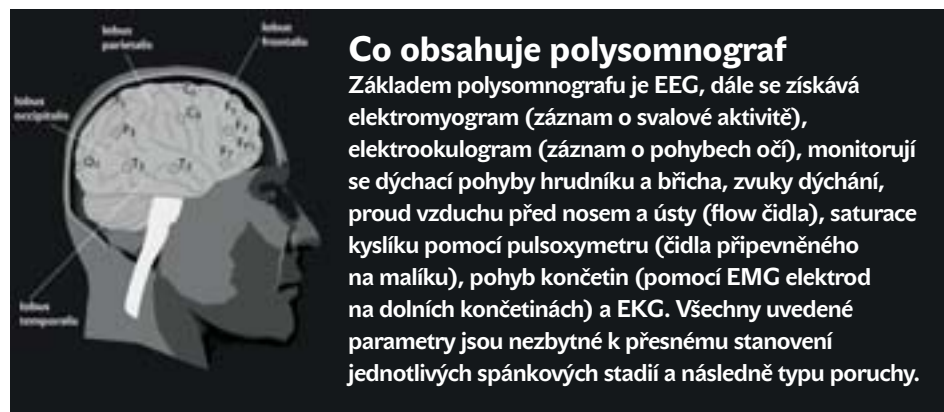 lobus
parietalis
lobus
frontalis
lobus
occipitalis
lobus
temporalis
Co obsahuje polysomnograf
Základem polysomnografu je EEG, dále se získává
elektromyogram (záznam o svalové aktivitě),
elektrookulogram (záznam o pohybech očí), monitorují
se dýchací pohyby hrudníku a břicha, zvuky dýchání,
proud vzduchu před nosem a ústy (flow čidla), saturace
kyslíku pomocí pulsoxymetru (čidla připevněného
na malíku), pohyb končetin (pomocí EMG elektrod
na dolních končetinách) a EKG. Všechny uvedené
parametry jsou nezbytné k přesnému stanovení
jednotlivých spánkových stadií a následně typu poruchy.